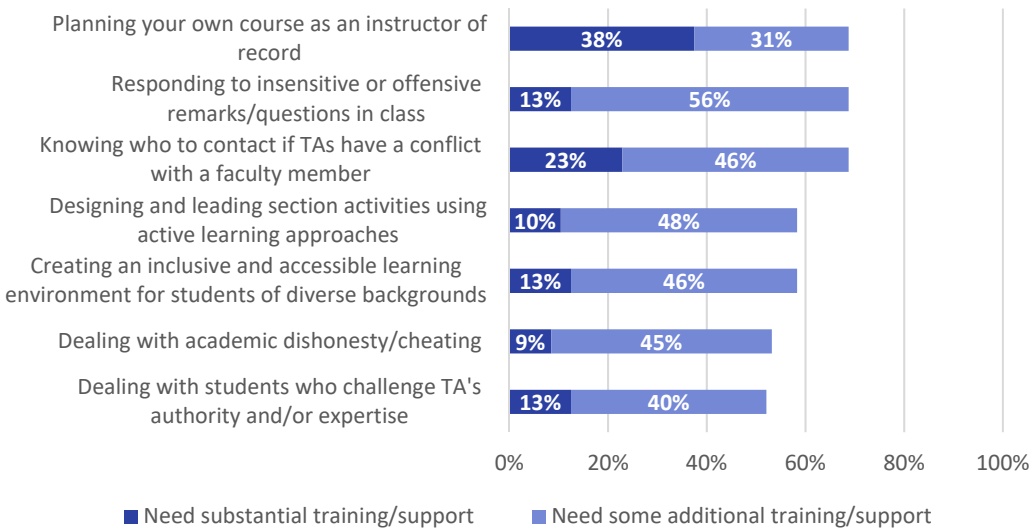 Planning your own course as an instructor of
record
38% 31%
Responding to insensitive or offensive
remarks/questions in class
13% 56%
Knowing who to contact if TAs have a conflict
with a faculty member
23% 46%
Designing and leading section activities using
active learning approaches
10% 48%
Creating an inclusive and accessible learning
environment for students of diverse backgrounds
13% 46%
Dealing with academic dishonesty/cheating
9% 45%
Dealing with students who challenge TA's
authority and/or expertise
13% 40%
0% 20% 40% 60% 80% 100%
Need substantial training/support Need some additional training/support